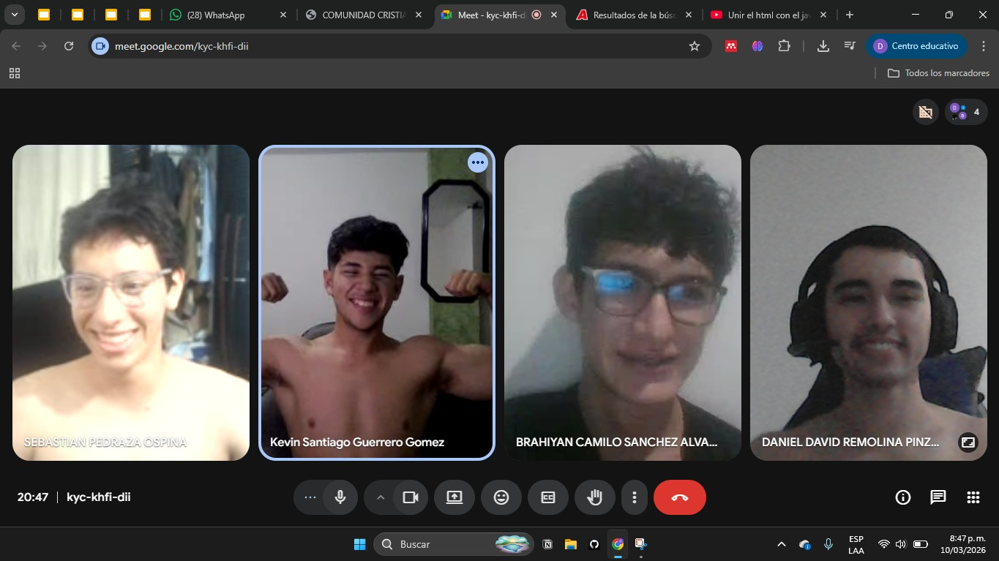 (28) WhatsApp
COMUNIDAD CRISTIA
Meet - kyc-khfi-di
Resultados de la búsc
Unir el html con el jav
meet.google.com/kyc-khfi-dii
D
Centro educativo
Todos los marcadores
4
SEBASTIAN PEDRAZA OSPINA
Kevin Santiago Guerrero Gomez
BRAHIYAN CAMILO SANCHEZ ALVA...
DANIEL DAVID REMOLINA PINZ...
20:47 | kyc-khfi-dii
CC
Buscar
ESP
LAA
8:47 p. m.
10/03/2026